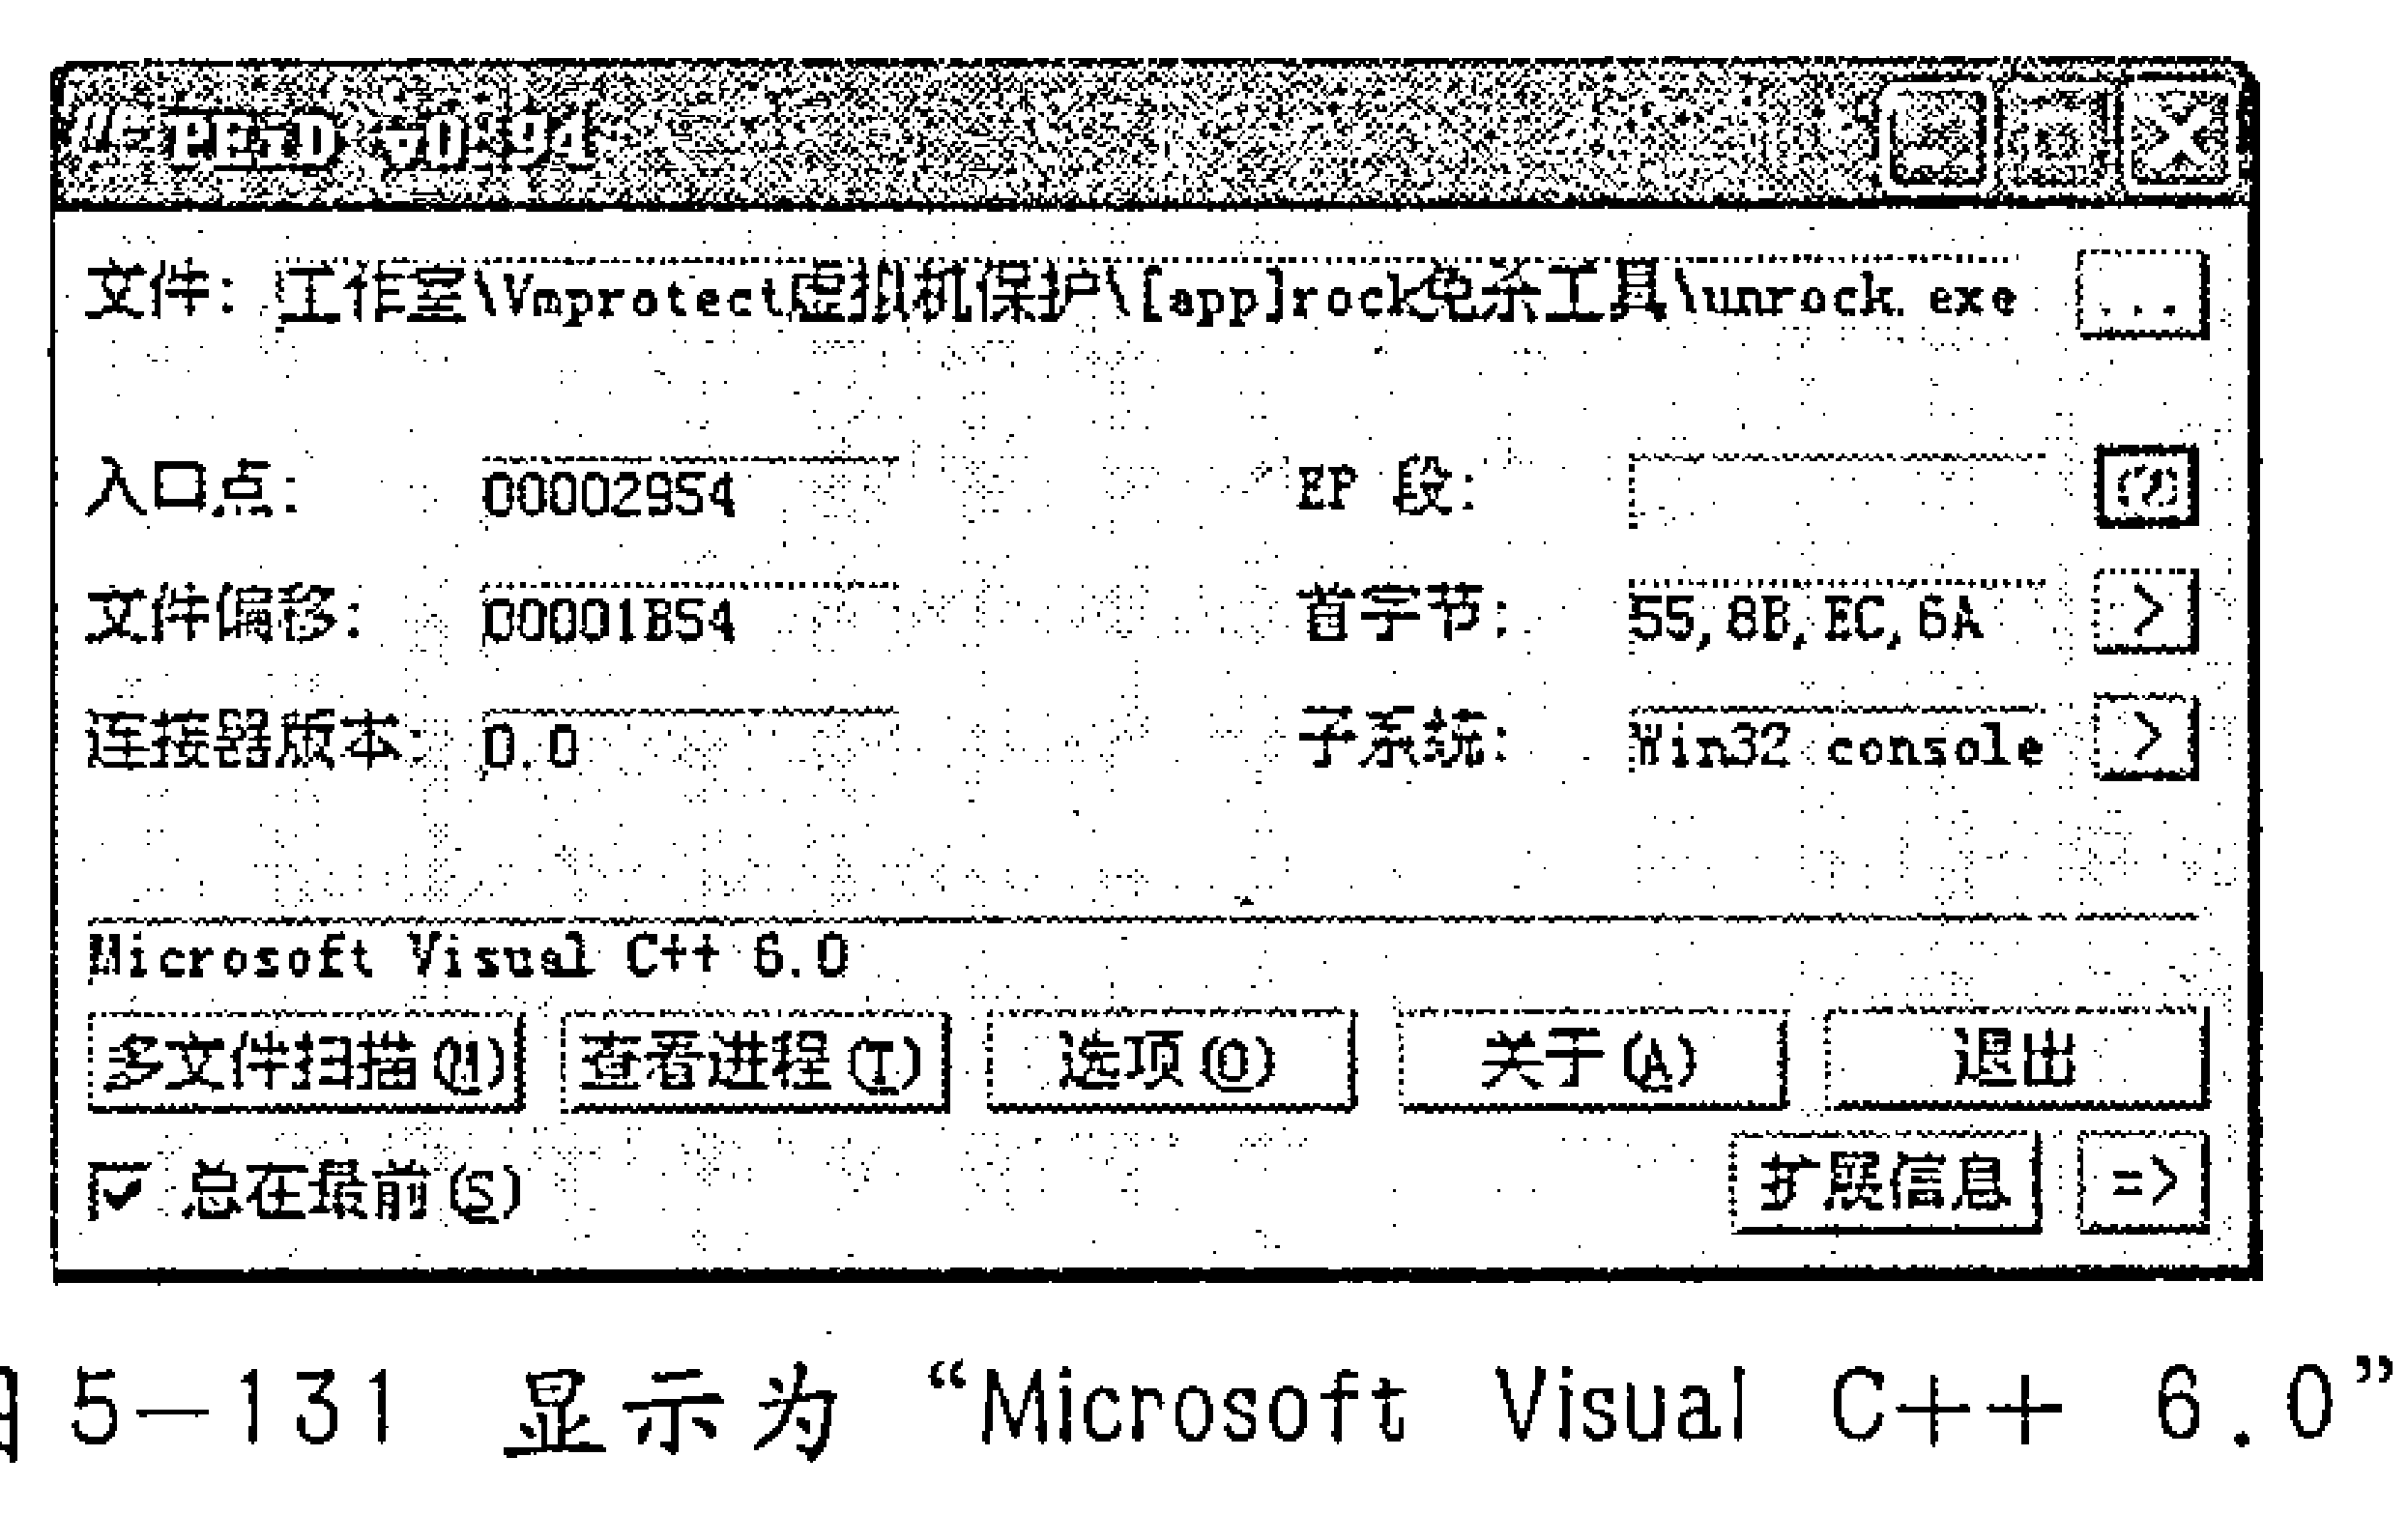 PEiD v0.94
文件: 工作室\Vmprotect虚拟机保护\[app]rock免杀工具\unrock.exe ...
入口点: 00002954 EP 段:
文件偏移: 00001B54 首字节: 55,8B,EC,6A >
连接器版本: 0.0 子系统: Win32 console >
Microsoft Visual C++ 6.0
多文件扫描(M) 查看进程(T) 选项(O) 关于(A) 退出
总在最前(S) 扩展信息 =>
5-131 显示为 “Microsoft Visual C++ 6.0”